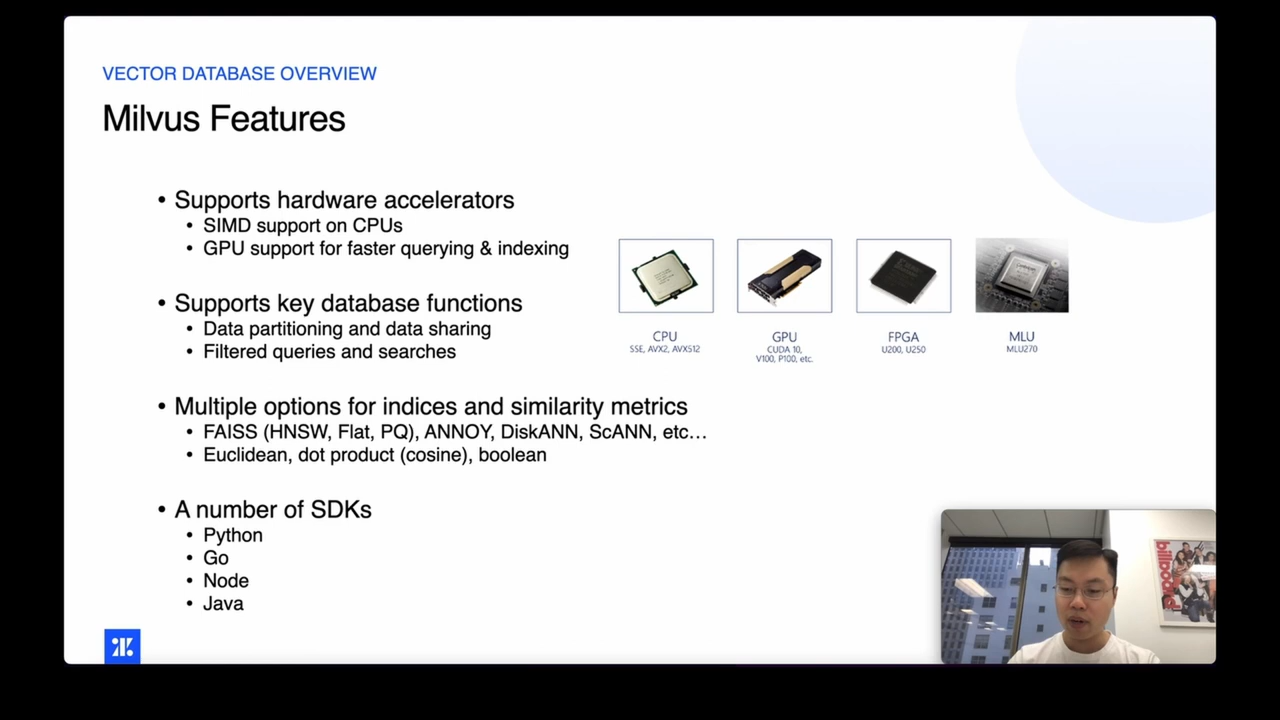 VECTOR DATABASE OVERVIEW
Milvus Features
• Supports hardware accelerators
• SIMD support on CPUs
• GPU support for faster querying & indexing
• Supports key database functions
• Data partitioning and data sharing
• Filtered queries and searches
• Multiple options for indices and similarity metrics
• FAISS (HNSW, Flat, PQ), ANNOY, DiskANN, ScANN, etc…
• Euclidean, dot product (cosine), boolean
• A number of SDKs
• Python
• Go
• Node
• Java
CPU
SSE, AVX2, AVX512
GPU
CUDA 10,
V100, P100, etc.
FPGA
U200, U250
MLU
MLU270
billboard